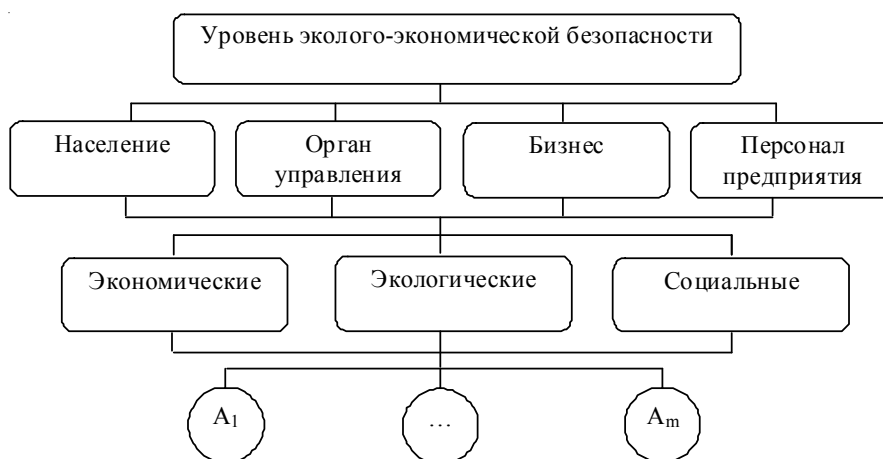 Уровень эколого-экономической безопасности
Население
Орган
управления
Бизнес
Персонал
предприятия
Экономические
Экологические
Социальные
A1
...
Am